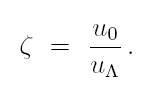 ζ = u₀ / u_Λ .